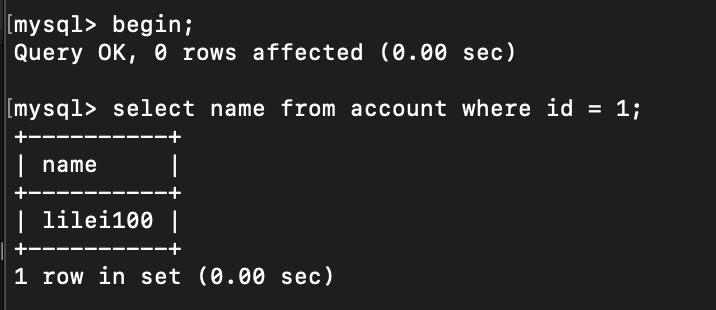 [mysql> begin;
Query OK, 0 rows affected (0.00 sec)
[mysql> select name from account where id = 1;
+----------+
| name     |
+----------+
| lilei100 |
+----------+
1 row in set (0.00 sec)